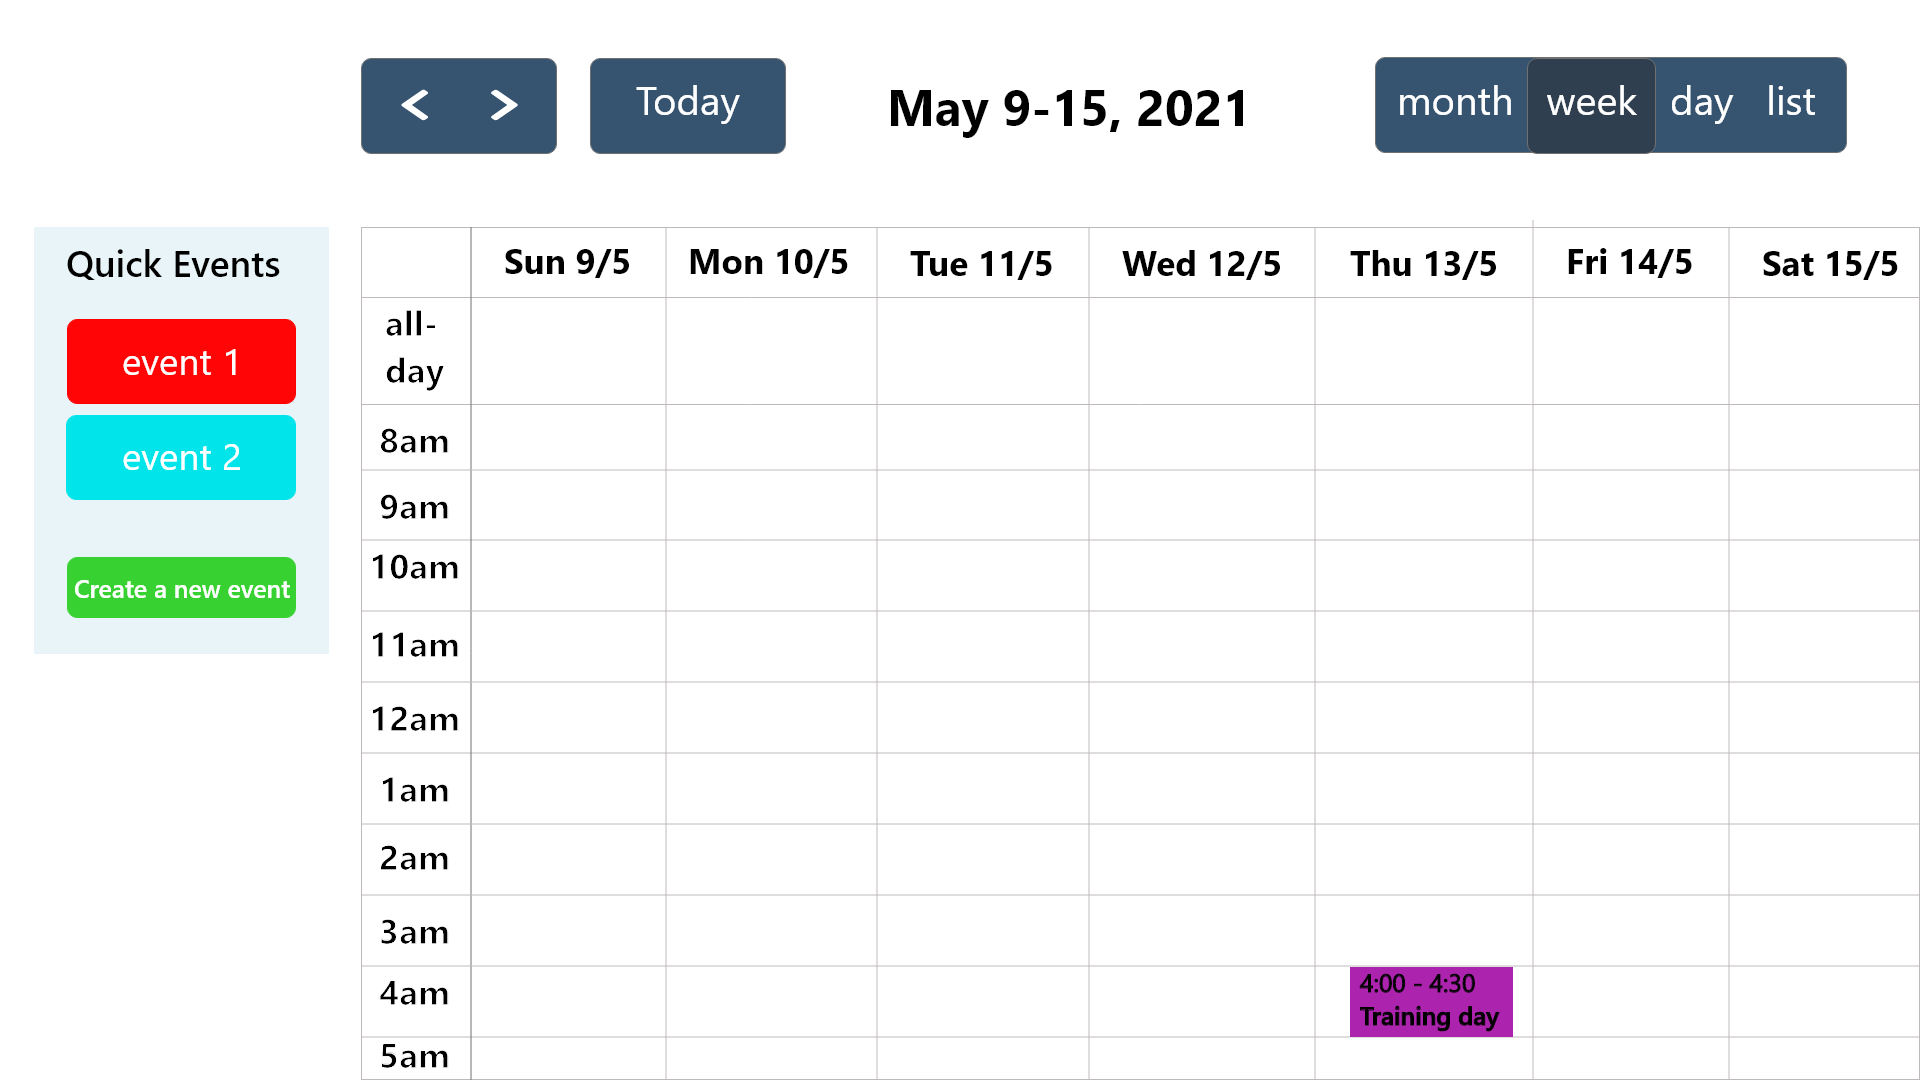 < >
Today
May 9-15, 2021
month week day list
Quick Events
event 1
event 2
Create a new event
Sun 9/5 Mon 10/5 Tue 11/5 Wed 12/5 Thu 13/5 Fri 14/5 Sat 15/5
all-
day
8am
9am
10am
11am
12am
1am
2am
3am
4am
4:00 - 4:30
Training day
5am